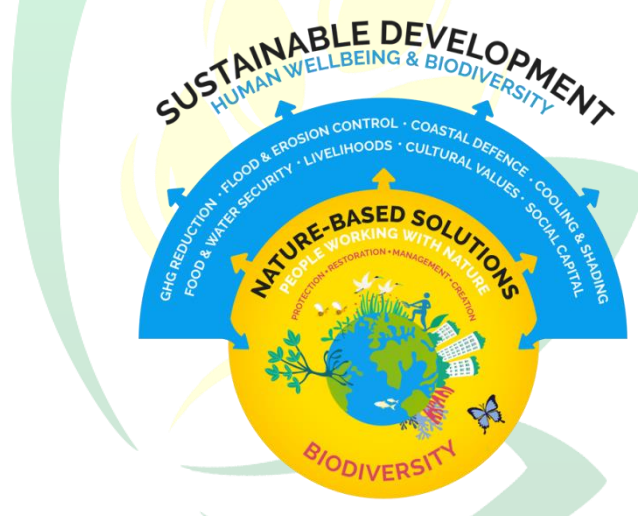 SUSTAINABLE DEVELOPMENT
HUMAN WELLBEING & BIODIVERSITY
GHG REDUCTION · FLOOD & EROSION CONTROL · COASTAL DEFENCE · COOLING & SHADING
FOOD & WATER SECURITY · LIVELIHOODS · CULTURAL VALUES · SOCIAL CAPITAL
NATURE-BASED SOLUTIONS
PEOPLE WORKING WITH NATURE
PROTECTION · RESTORATION · MANAGEMENT · CREATION
BIODIVERSITY